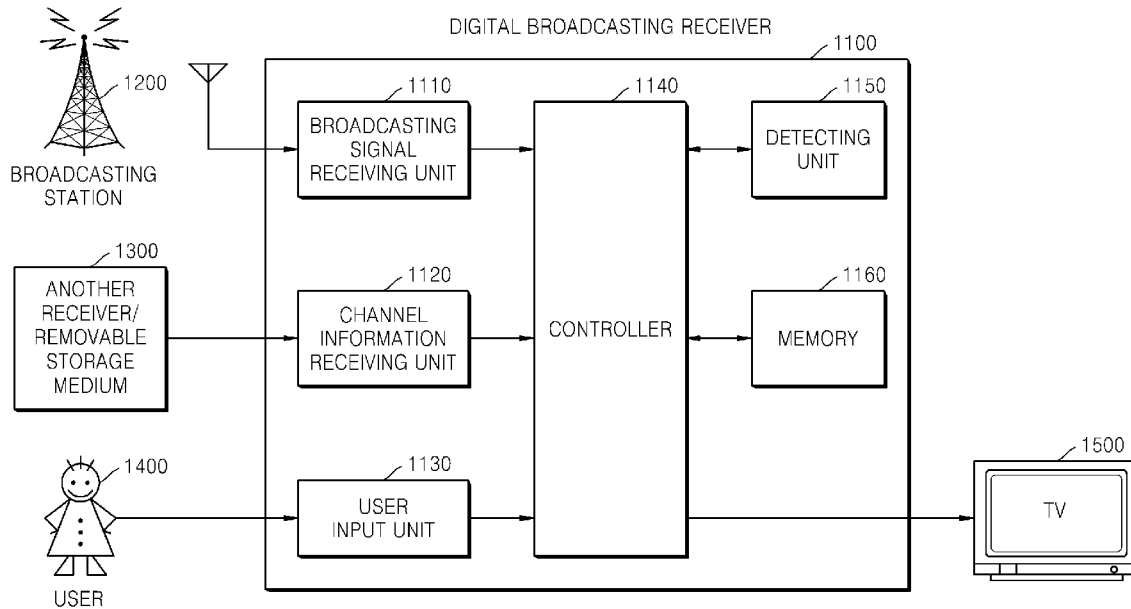 DIGITAL BROADCASTING RECEIVER
1100
1200
BROADCASTING
STATION
1110
BROADCASTING
SIGNAL
RECEIVING UNIT
1140
CONTROLLER
1150
DETECTING
UNIT
1300
ANOTHER
RECEIVER/
REMOVABLE
STORAGE
MEDIUM
1120
CHANNEL
INFORMATION
RECEIVING UNIT
1160
MEMORY
1400
USER
1130
USER
INPUT UNIT
1500
TV